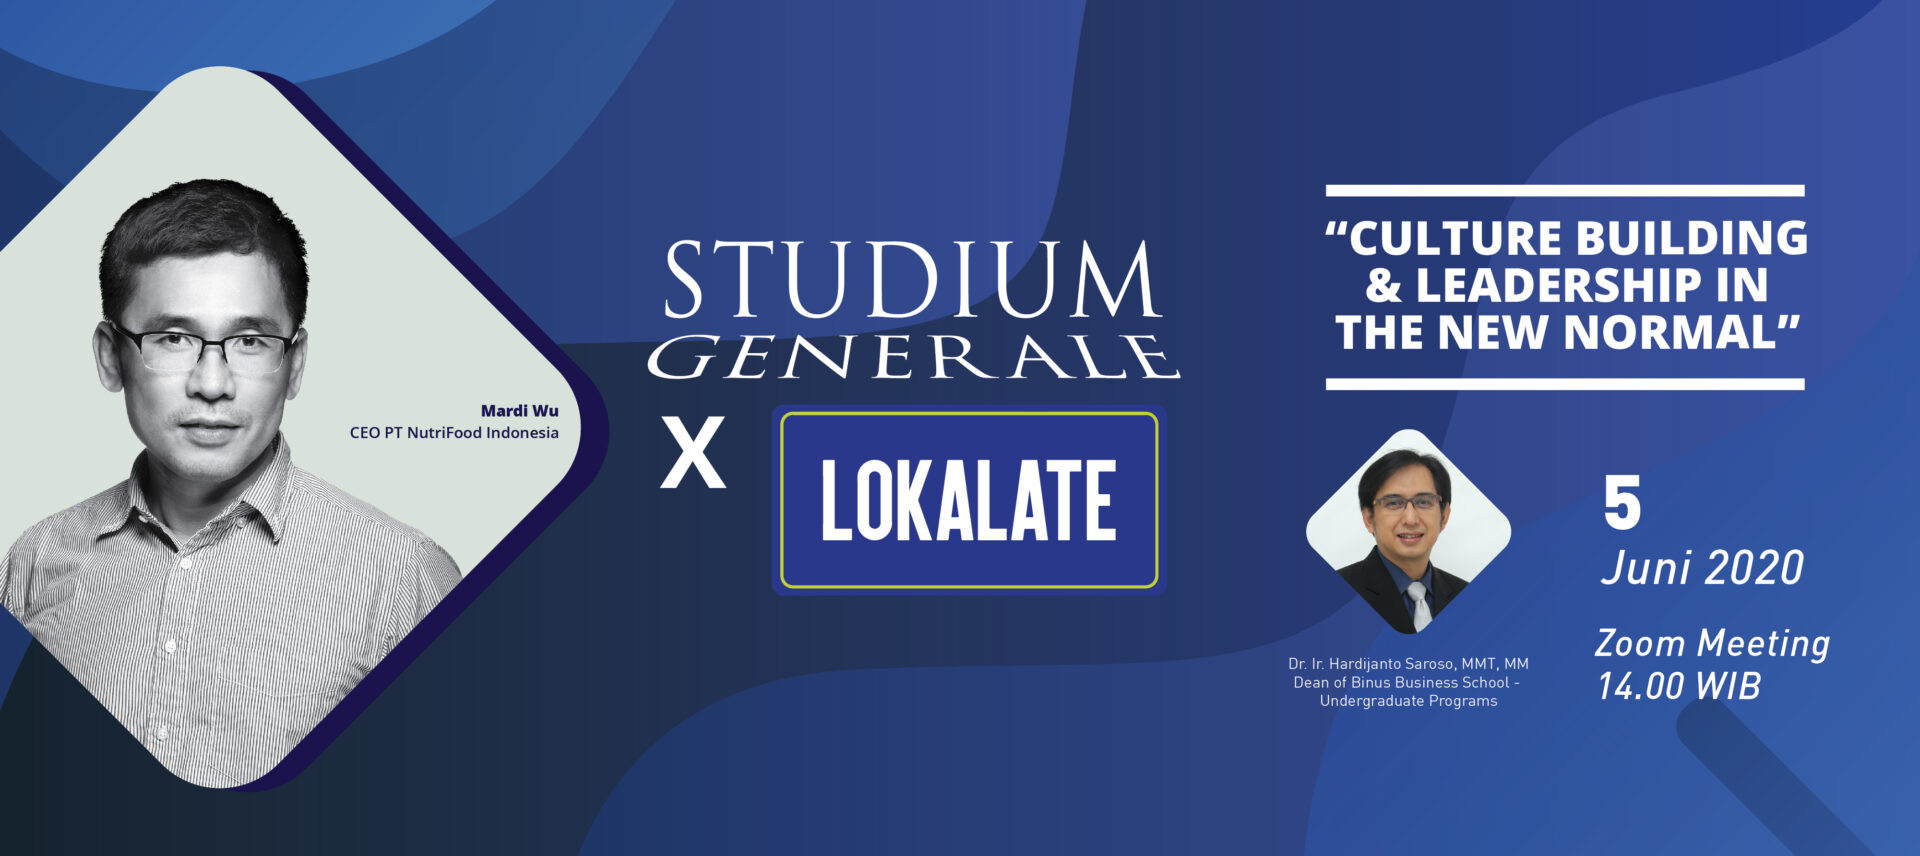 Mardi Wu
CEO PT NutriFood Indonesia
STUDIUM
GENERALE
X
LOKALATE
“CULTURE BUILDING
& LEADERSHIP IN
THE NEW NORMAL”
Dr. Ir. Hardijanto Saroso, MMT, MM
Dean of Binus Business School -
Undergraduate Programs
5
Juni 2020
Zoom Meeting
14.00 WIB